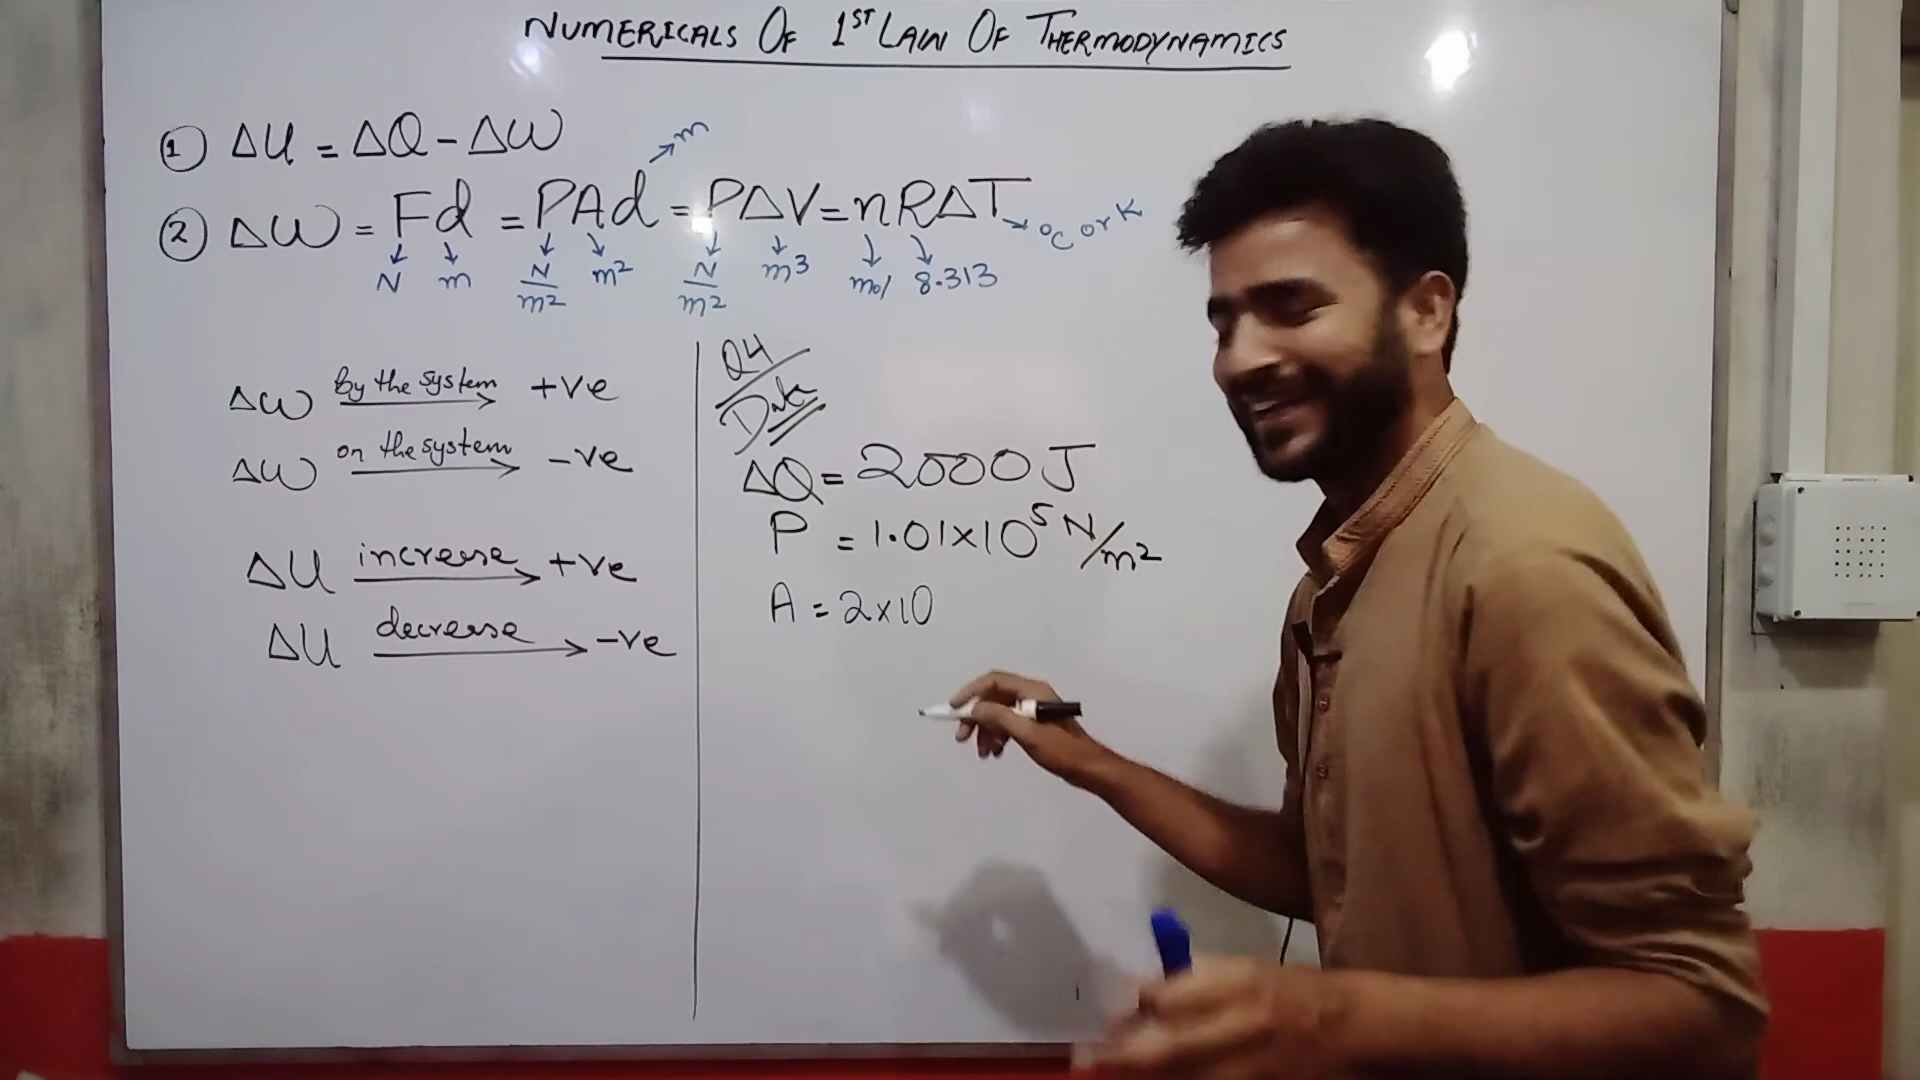 NUMERICALS OF 1ST LAW OF THERMODYNAMICS
① ΔU = ΔQ - ΔW
② ΔW = Fd = PAd = PΔV = nRΔT
→ m
→ °C or K
N m N/m² m² N/m² m³ mol 8.313
ΔW by the system → +ve
ΔW on the system → -ve
ΔU increase → +ve
ΔU decrease → -ve
Q4
Data
ΔQ = 2000 J
P = 1.01×10⁵ N/m²
A = 2×10